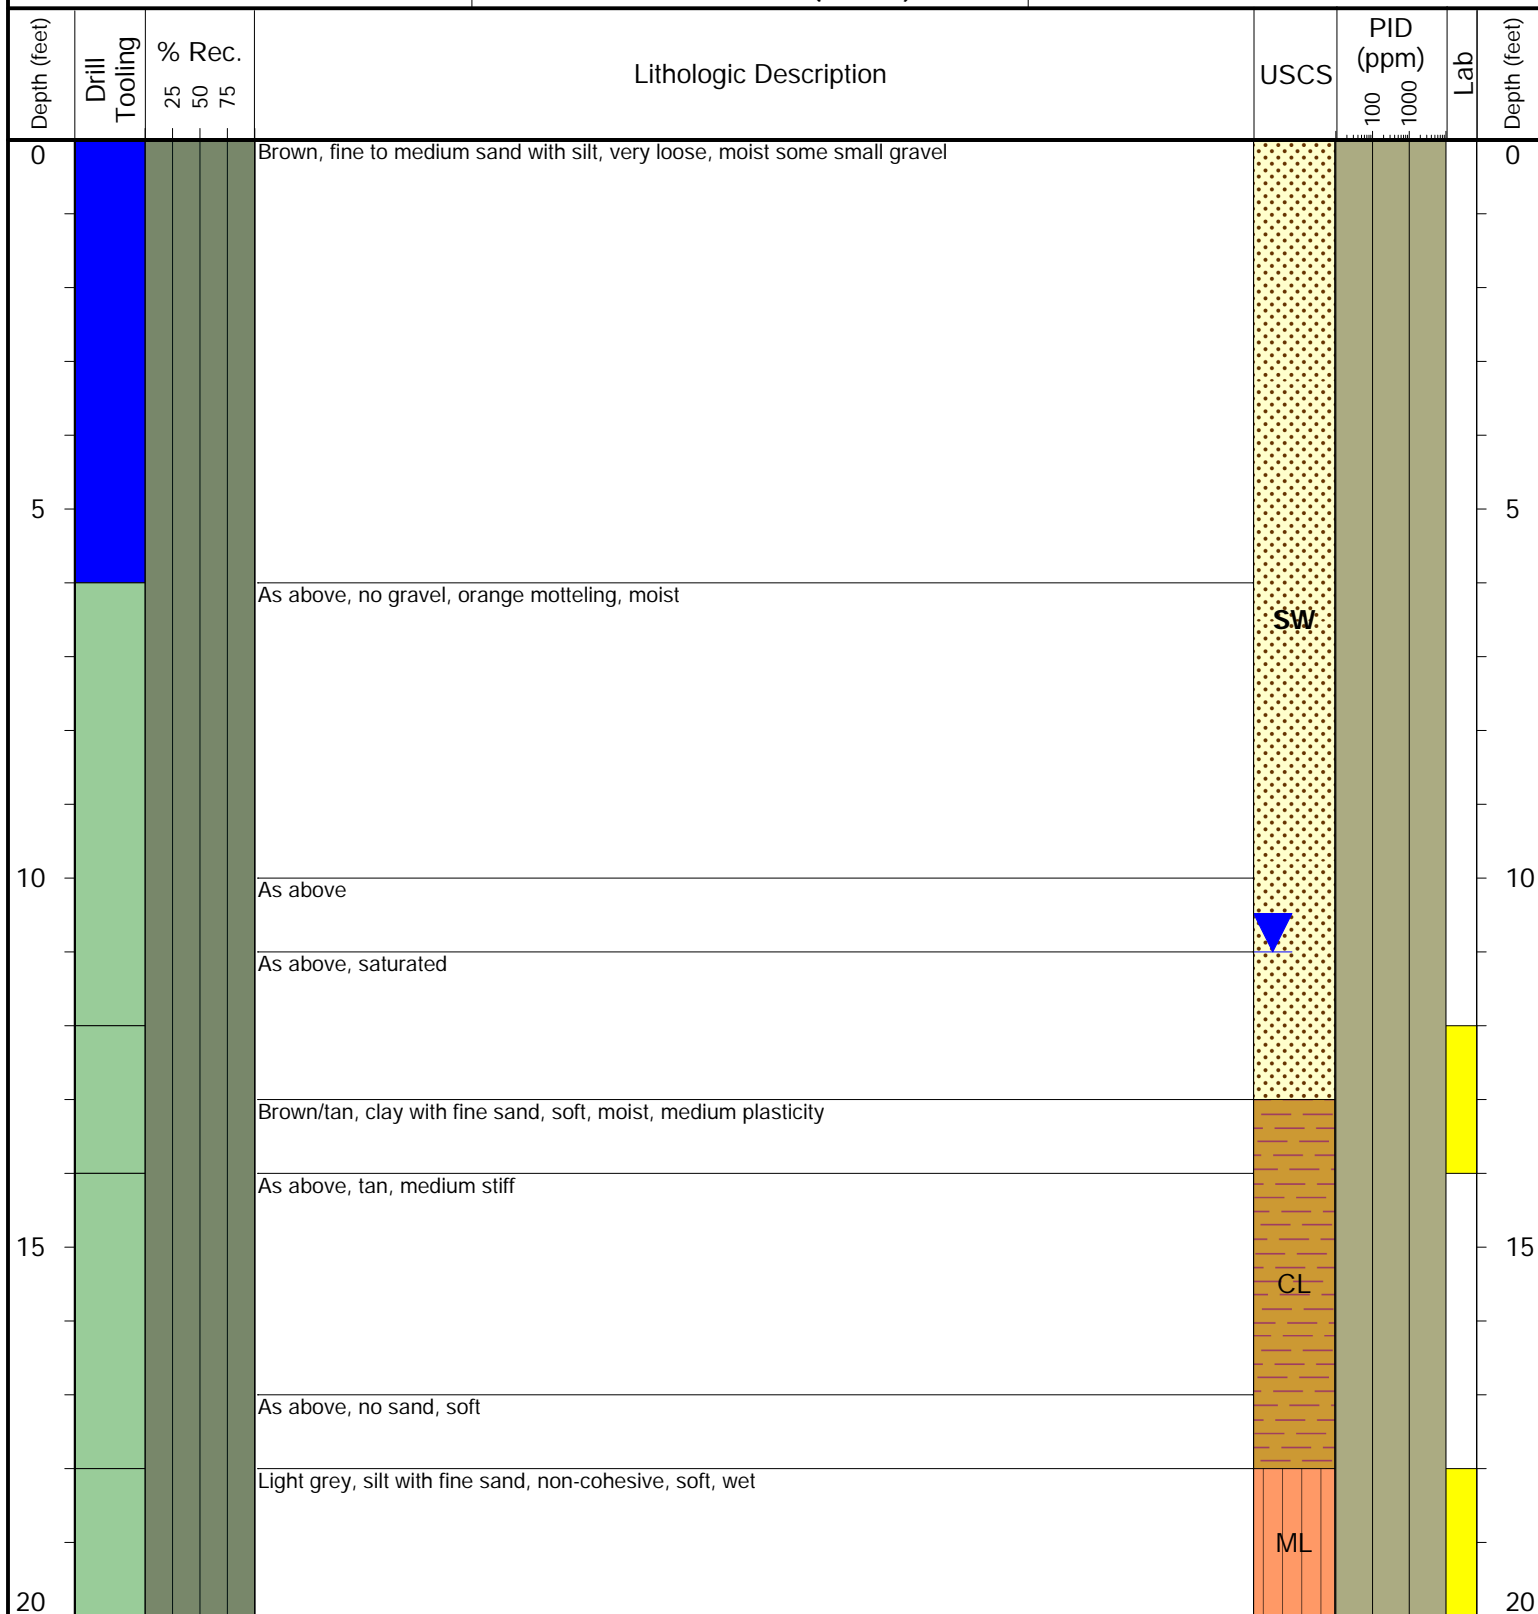 Depth (feet)
Drill
Tooling
% Rec.
25
50
75
Lithologic Description
USCS
PID
(ppm)
100
1000
Lab
Depth (feet)
0
Brown, fine to medium sand with silt, very loose, moist some small gravel
0
5
5
As above, no gravel, orange motteling, moist
SW
10
As above
10
As above, saturated
Brown/tan, clay with fine sand, soft, moist, medium plasticity
As above, tan, medium stiff
15
15
CL
As above, no sand, soft
Light grey, silt with fine sand, non-cohesive, soft, wet
ML
20
20